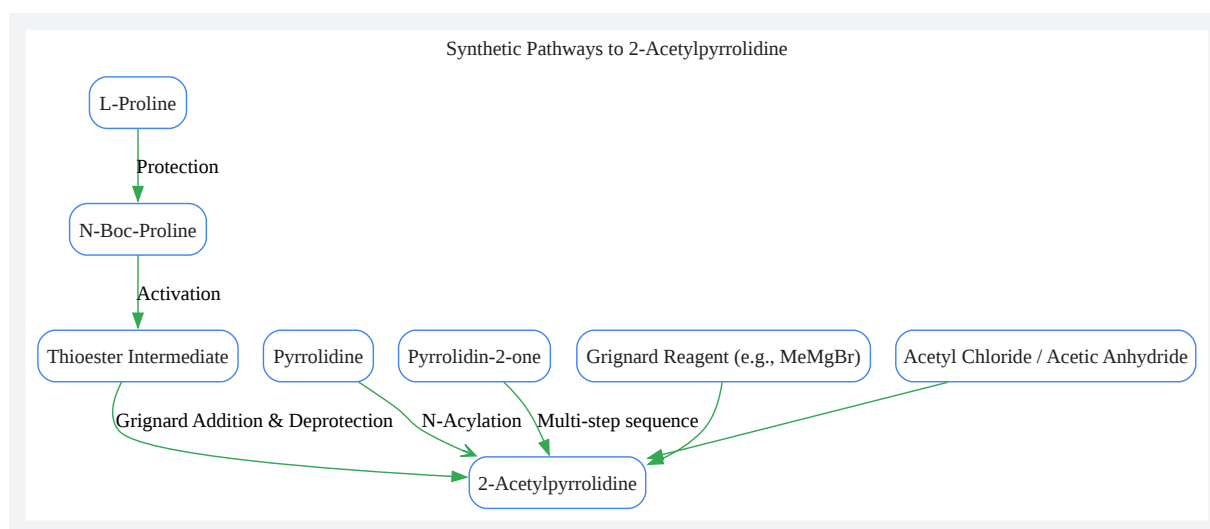 Synthetic Pathways to 2-Acetylpyrrolidine
L-Proline
Protection
N-Boc-Proline
Activation
Thioester Intermediate
Pyrrolidine
Pyrrolidin-2-one
Grignard Reagent (e.g., MeMgBr)
Acetyl Chloride / Acetic Anhydride
Grignard Addition & Deprotection
N-Acylation
Multi-step sequence
2-Acetylpyrrolidine